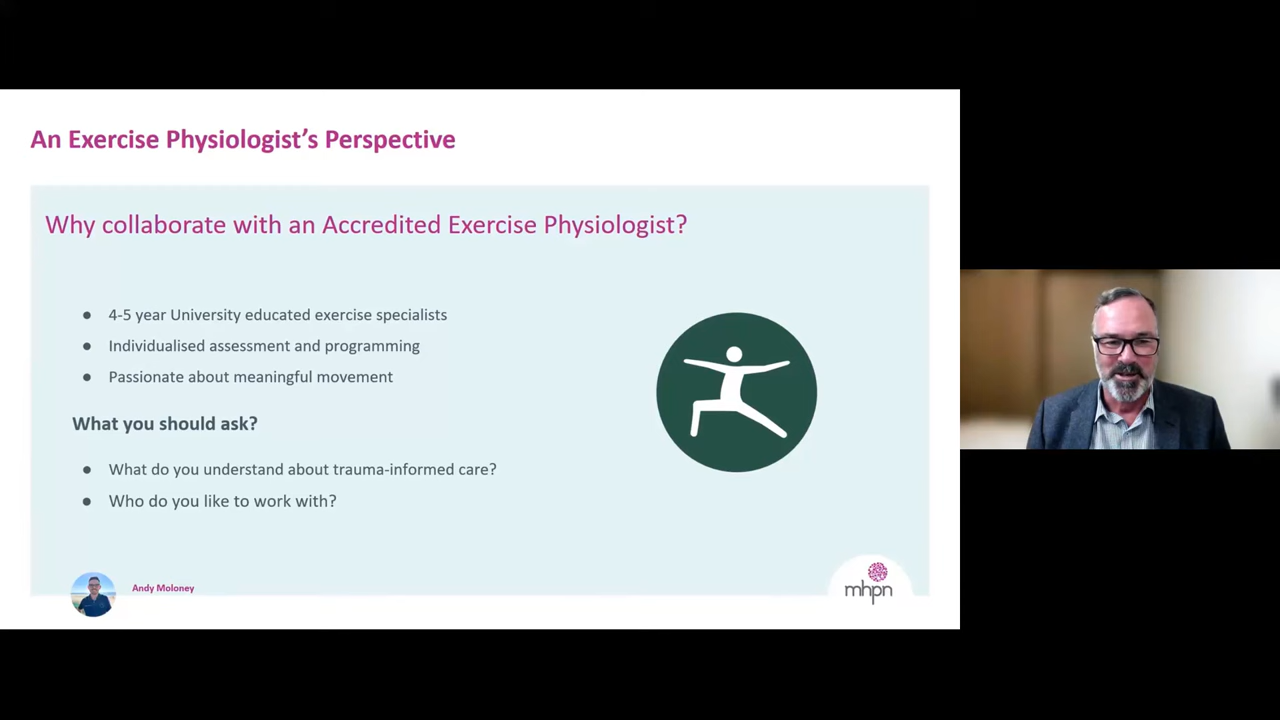 An Exercise Physiologist's Perspective
Why collaborate with an Accredited Exercise Physiologist?
● 4-5 year University educated exercise specialists
● Individualised assessment and programming
● Passionate about meaningful movement
What you should ask?
● What do you understand about trauma-informed care?
● Who do you like to work with?
Andy Moloney
mhpn